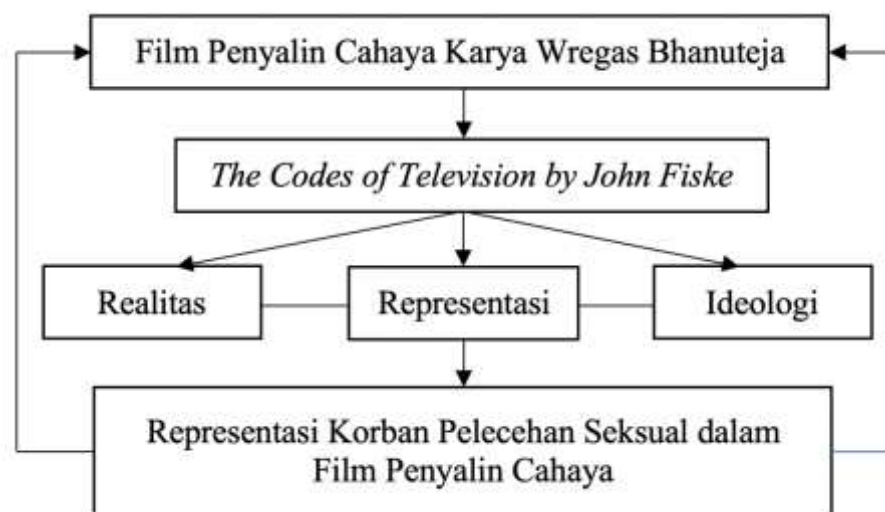 Film Penyalin Cahaya Karya Wregas Bhanuteja
The Codes of Television by John Fiske
Realitas
Representasi
Ideologi
Representasi Korban Pelecehan Seksual dalam
Film Penyalin Cahaya